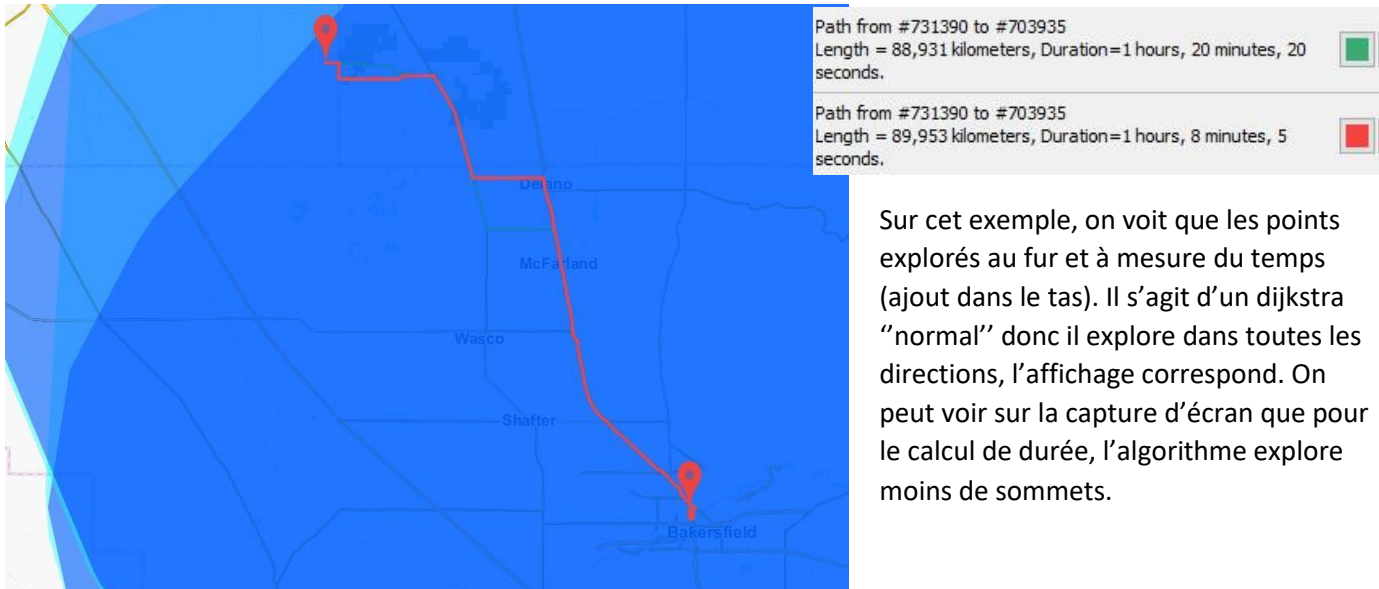 Path from #731390 to #703935
Length = 88,931 kilometers, Duration=1 hours, 20 minutes, 20
seconds.
Path from #731390 to #703935
Length = 89,953 kilometers, Duration=1 hours, 8 minutes, 5
seconds.
Delano
McFarland
Wasco
Shafter
Bakersfield
Sur cet exemple, on voit que les points
explorés au fur et à mesure du temps
(ajout dans le tas). Il s’agit d’un dijkstra
‘’normal’’ donc il explore dans toutes les
directions, l’affichage correspond. On
peut voir sur la capture d’écran que pour
le calcul de durée, l’algorithme explore
moins de sommets.